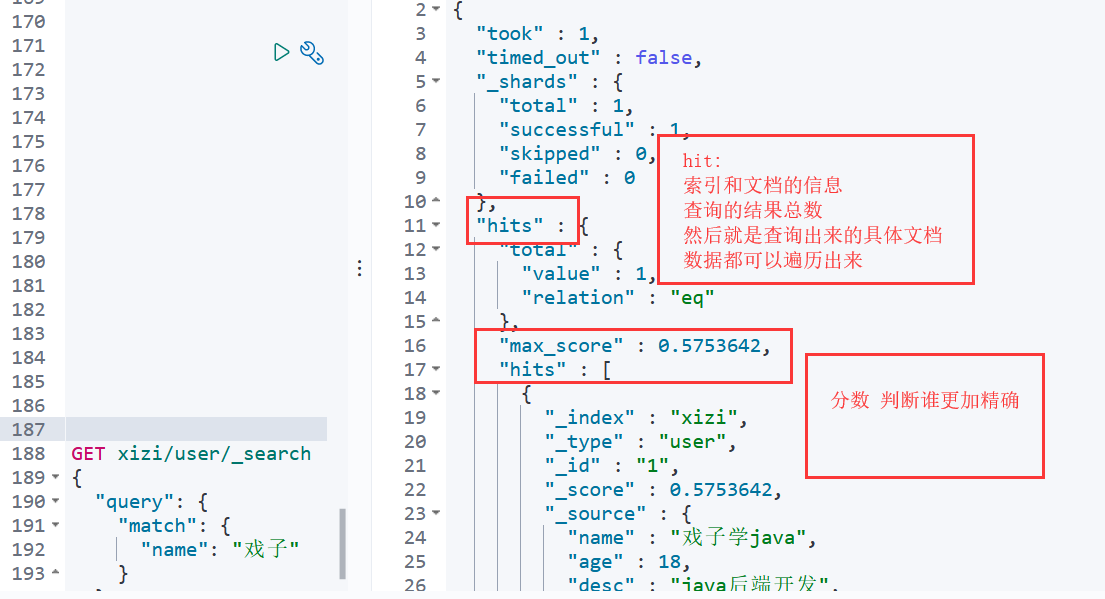 169
170
171
172
173
174
175
176
177
178
179
180
181
182
183
184
185
186
187
188 GET xizi/user/_search
189 {
190 "query": {
191 "match": {
192 "name": "戏子"
193 }
}
2 {
3 "took" : 1,
4 "timed_out" : false,
5 "_shards" : {
6 "total" : 1,
7 "successful" : 1,
8 "skipped" : 0,
9 "failed" : 0
10 },
11 "hits" : {
12 "total" : {
13 "value" : 1,
14 "relation" : "eq"
15 },
16 "max_score" : 0.5753642,
17 "hits" : [
18 {
19 "_index" : "xizi",
20 "_type" : "user",
21 "_id" : "1",
22 "_score" : 0.5753642,
23 "_source" : {
24 "name" : "戏子学java",
25 "age" : 18,
26 "desc" : "java后端开发",
hit:
索引和文档的信息
查询的结果总数
然后就是查询出来的具体文档
数据都可以遍历出来
分数 判断谁更加精确